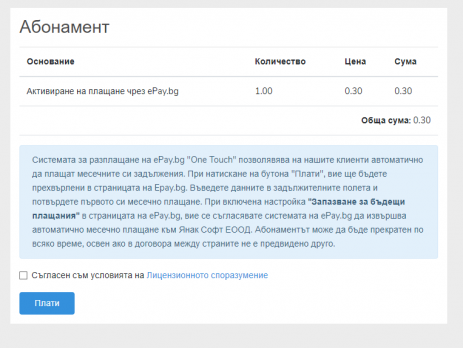 Абонамент
Основание Количество Цена Сума
Активиране на плащане чрез ePay.bg 1.00 0.30 0.30
Обща сума: 0.30
Системата за разплащане на ePay.bg "One Touch" позволявава на нашите клиенти автоматично
да плащат месечните си задължения. При натискане на бутона "Плати", вие ще бъдете
прехвърлени в страницата на Epay.bg. Въведете данните в задължителните полета и
потвърдете първото си месечно плащане. При включена настройка "Запазване за бъдещи
плащания" в страницата на ePay.bg, вие се съгласявате системата на ePay.bg да извършва
автоматично месечно плащане към Янак Софт ЕООД. Абонаментът може да бъде прекратен по
всяко време, освен ако в договора между страните не е предвидено друго.
Съгласен съм условията на Лицензионното споразумение
Плати